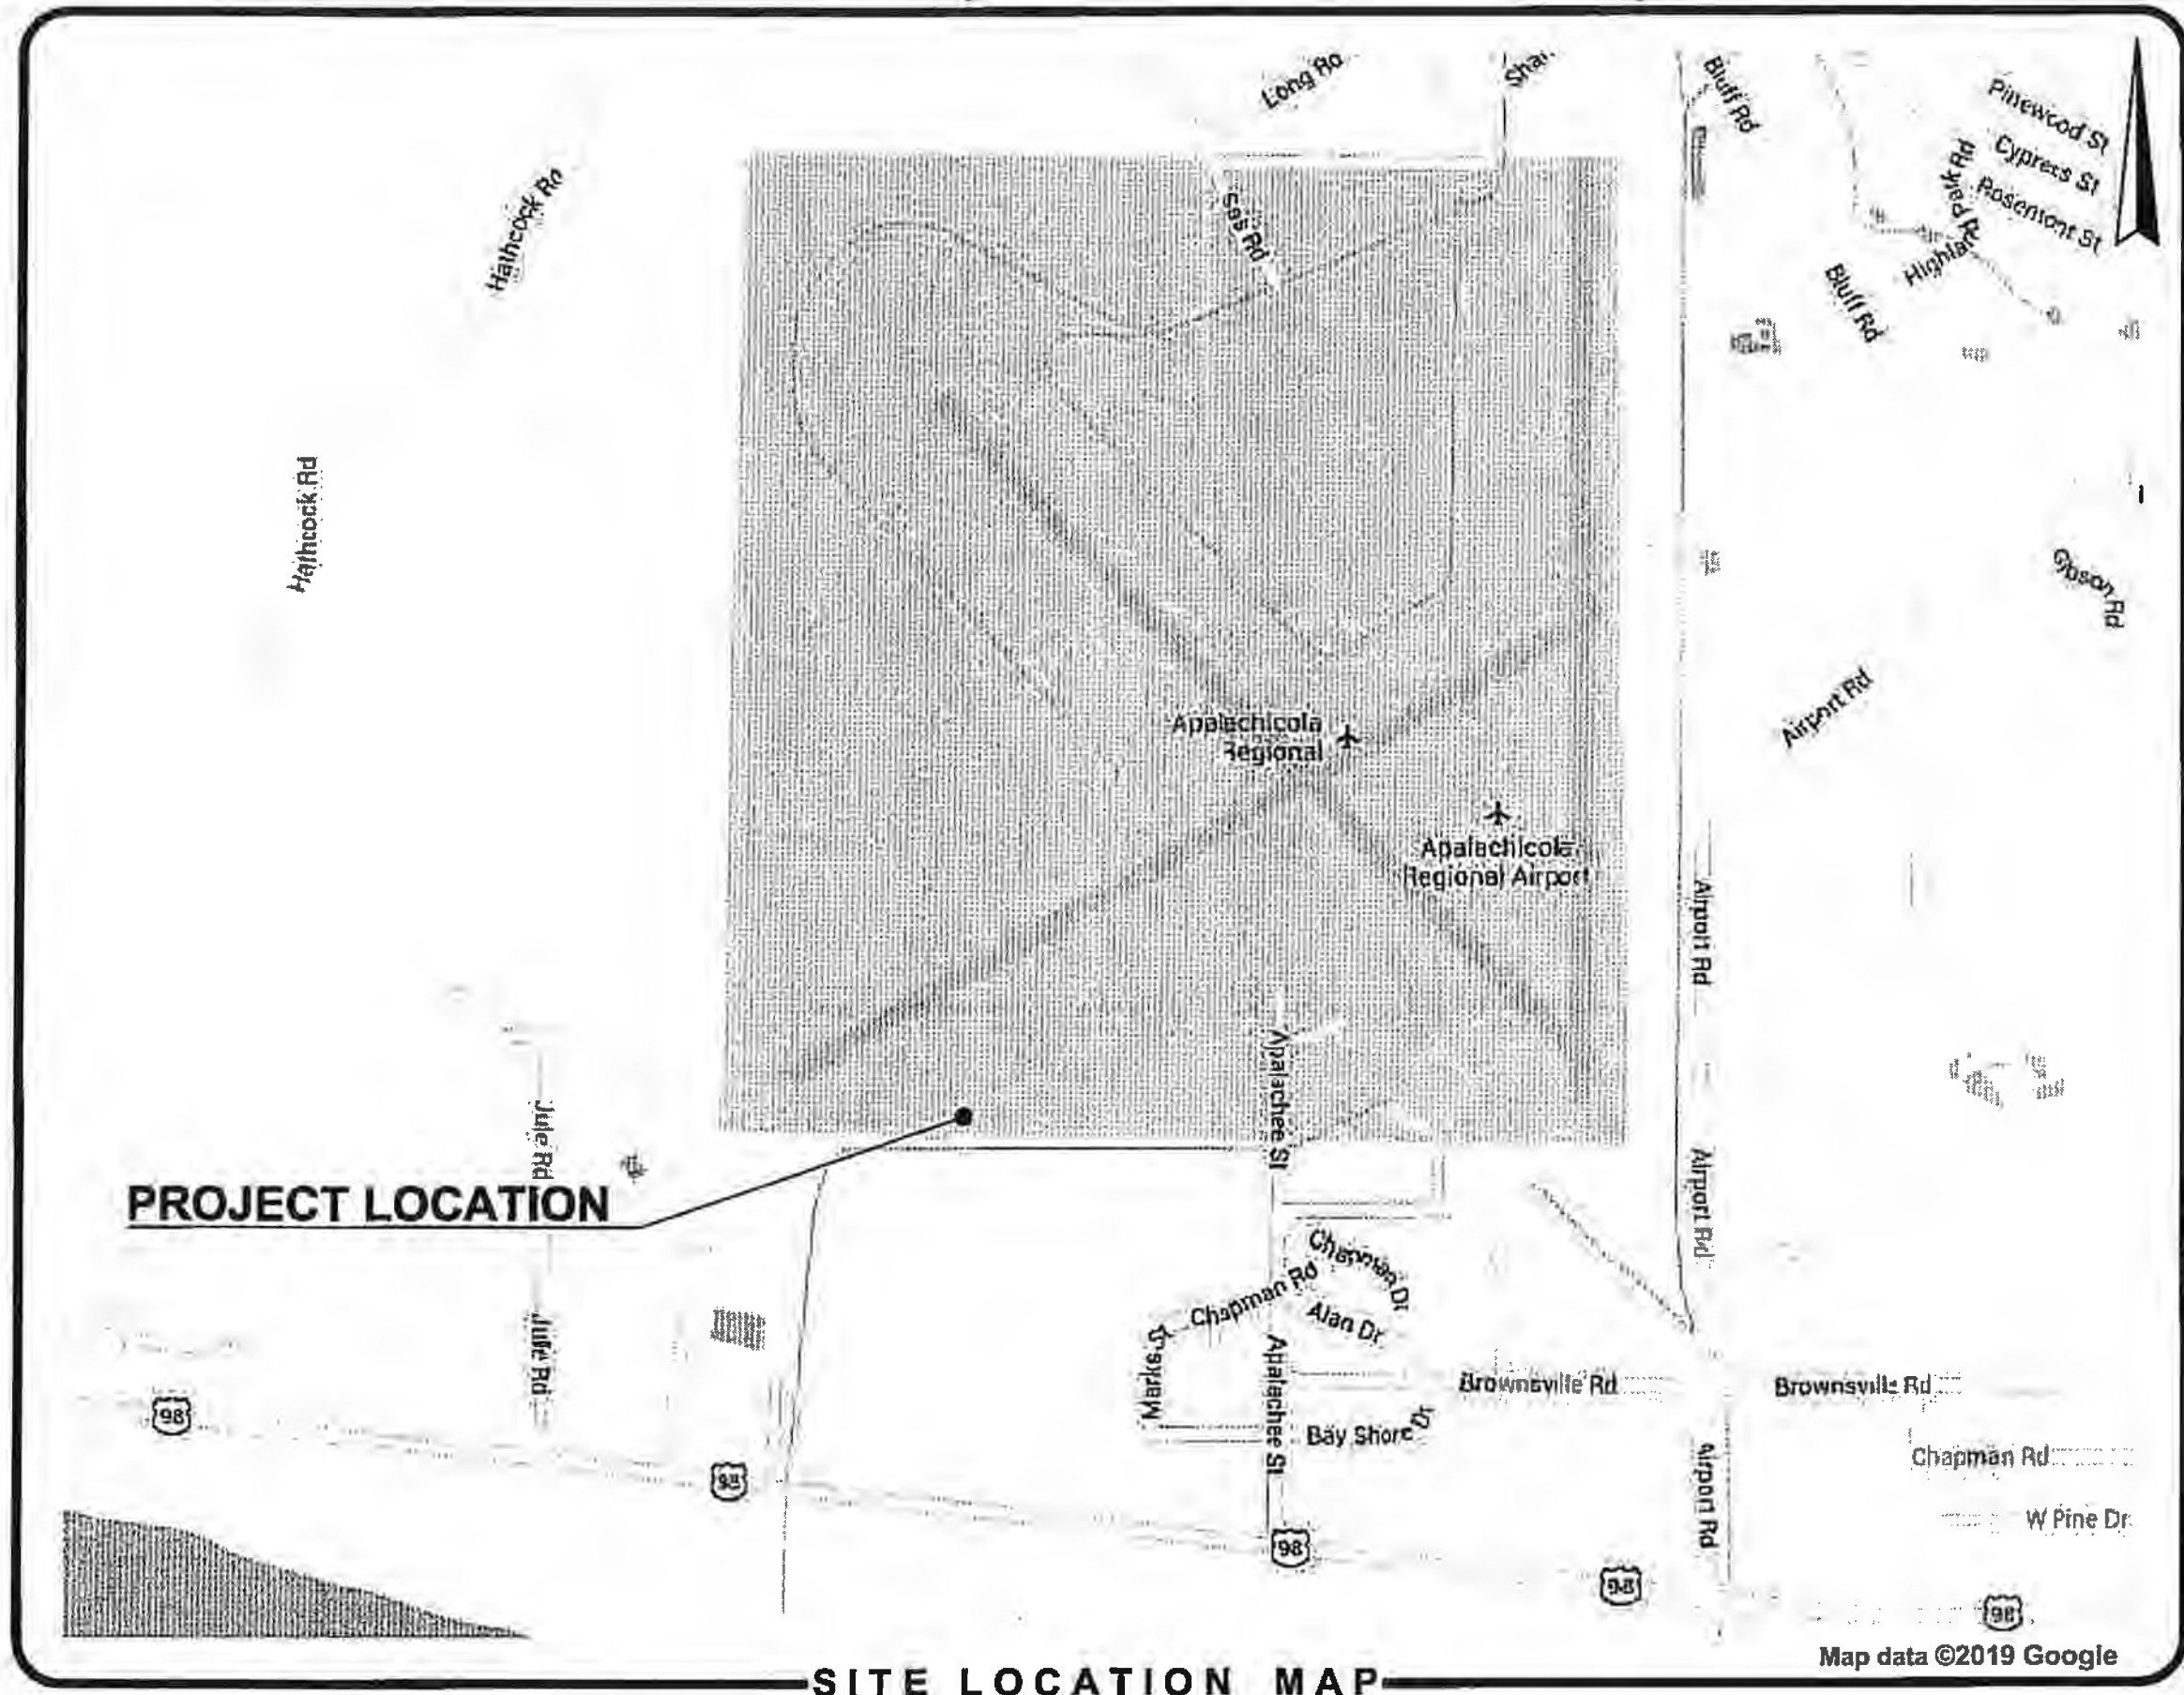 Long Rd
Bluff Rd
Pinewood St
Cypress St
Rosemont St
Highland Park Rd
Bluff Rd
Hathcock Rd
Sas Rd
Hathcock Rd
Airport Rd
Apalachicola
Regional
Apalachicola
Regional Airport
Airport Rd
Apalachee St
Jule Rd
Airport Rd
PROJECT LOCATION
Chapman Dr
Chapman Rd
Alan Dr
Jule Rd
Marks St
Apalachee St
Brownsville Rd
Brownsville Rd
98
Bay Shore Dr
Chapman Rd
98
Airport Rd
W Pine Dr
98
98
98
Map data ©2019 Google
SITE LOCATION MAP